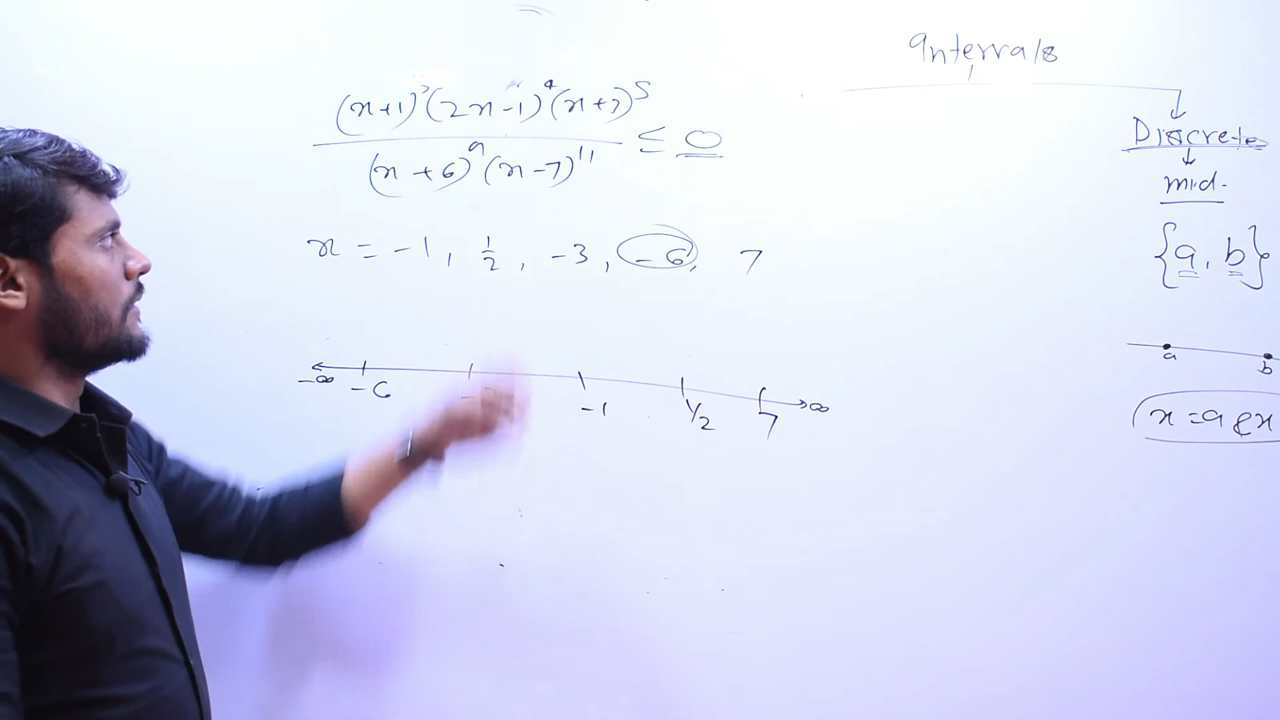 Intervals
(x+1)³(2x-1)⁴(x+3)⁵
(x+6)⁹(x-7)¹¹ ≤ 0
Discrete
mid.
x = -1, 1/2, -3, -6, 7
{a, b}
-∞ -6 -1 1/2 7 ∞
a b
x = a & x